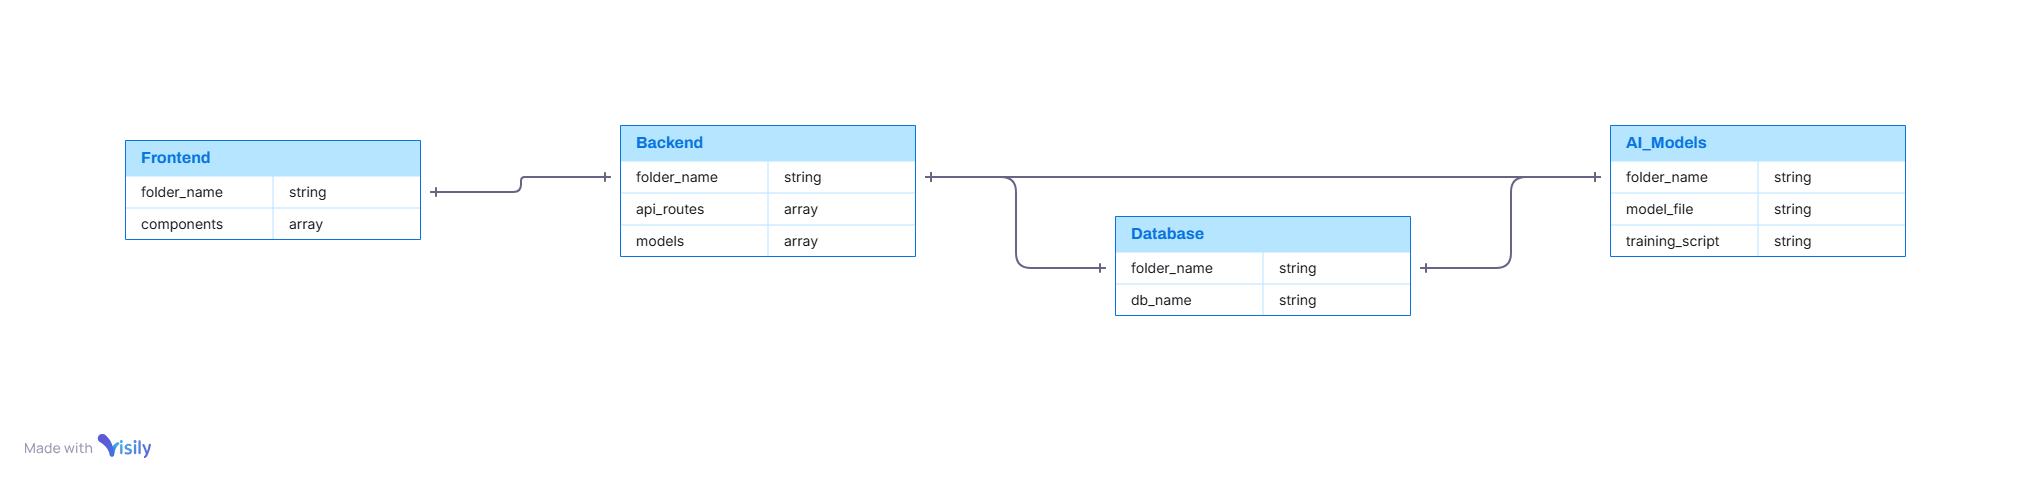 Frontend
folder_name string
components array
Backend
folder_name string
api_routes array
models array
Database
folder_name string
db_name string
AI_Models
folder_name string
model_file string
training_script string
Made with Visily